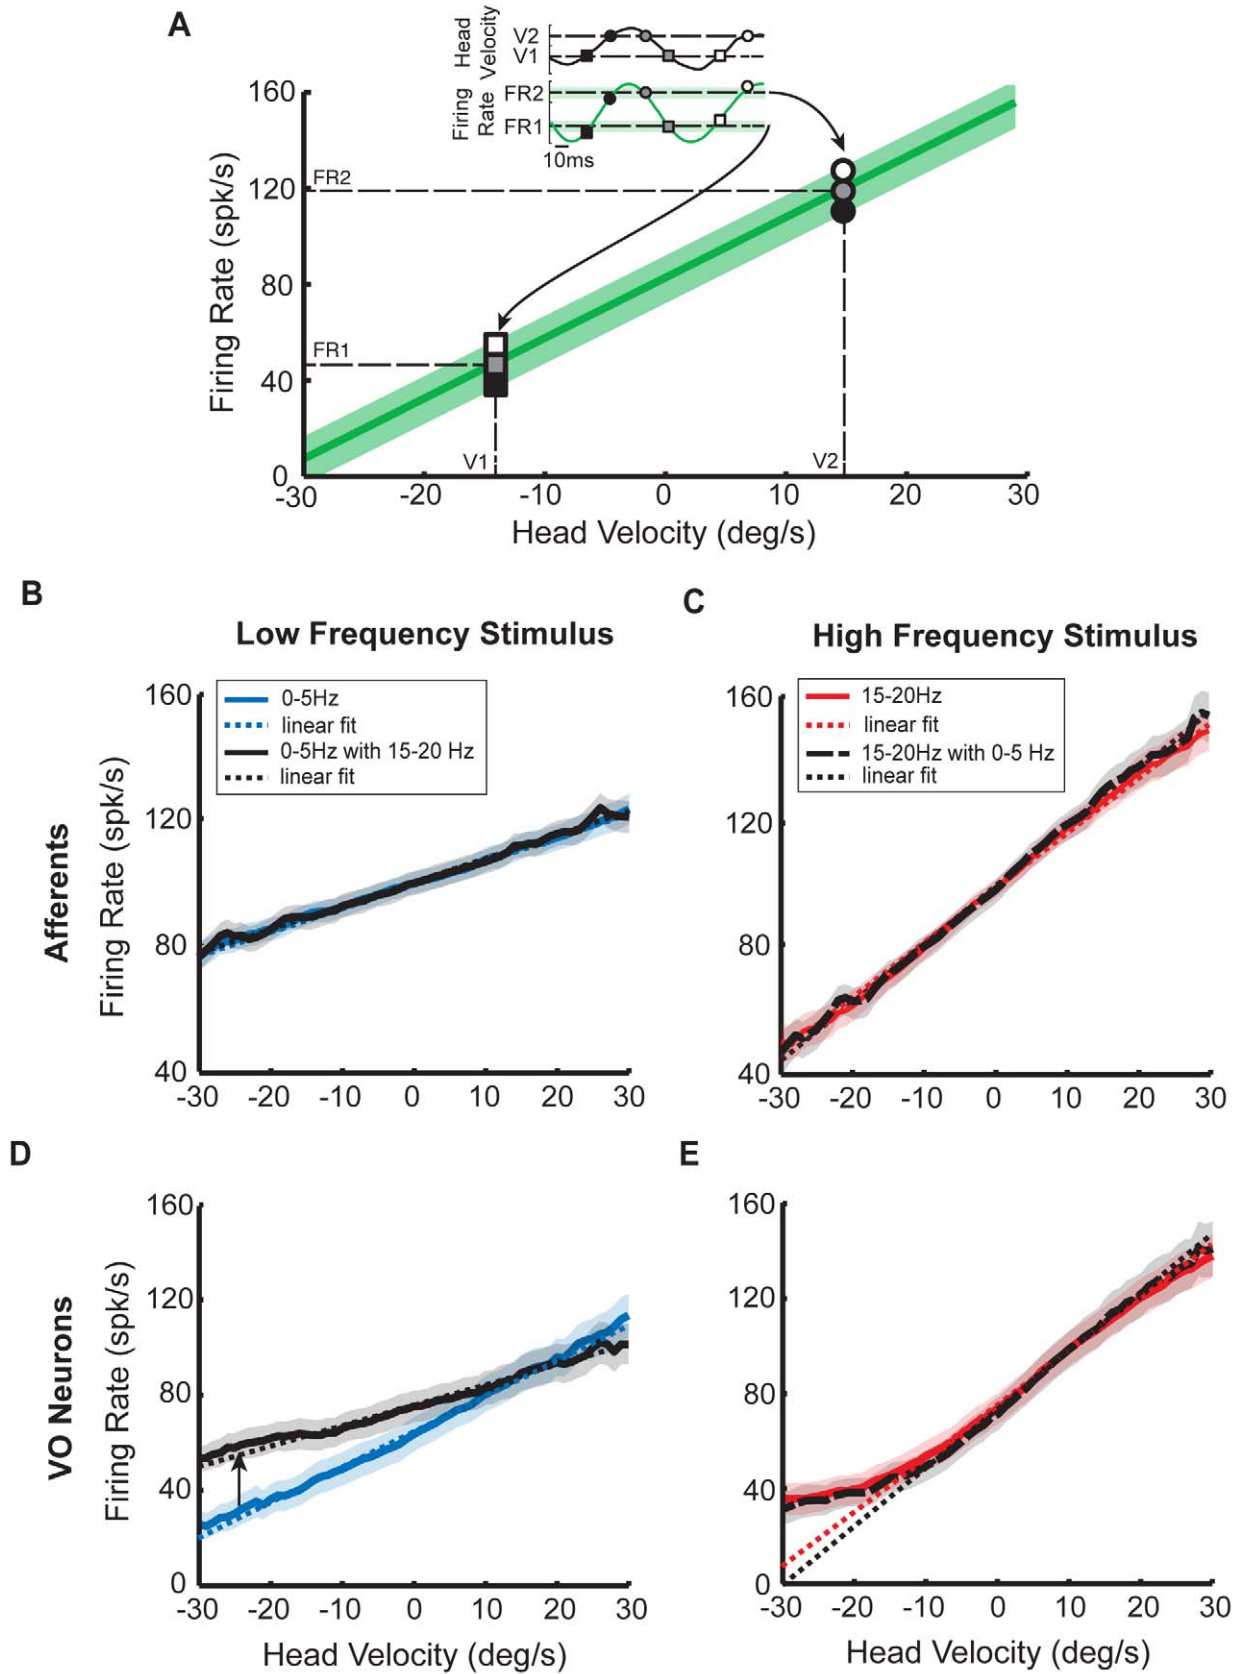 A
Head
Velocity
V2
V1
Firing
Rate
FR2
FR1
10ms
Firing Rate (spk/s)
160
120
80
40
0
FR2
FR1
V1
V2
-30 -20 -10 0 10 20 30
Head Velocity (deg/s)
B
Low Frequency Stimulus
C
High Frequency Stimulus
Afferents
Firing Rate (spk/s)
160
120
80
40
0-5Hz
linear fit
0-5Hz with 15-20 Hz
linear fit
-30 -20 -10 0 10 20 30
Firing Rate (spk/s)
160
120
80
40
15-20Hz
linear fit
15-20Hz with 0-5 Hz
linear fit
-30 -20 -10 0 10 20 30
D
VO Neurons
Firing Rate (spk/s)
160
120
80
40
0
-30 -20 -10 0 10 20 30
Head Velocity (deg/s)
E
Firing Rate (spk/s)
160
120
80
40
0
-30 -20 -10 0 10 20 30
Head Velocity (deg/s)